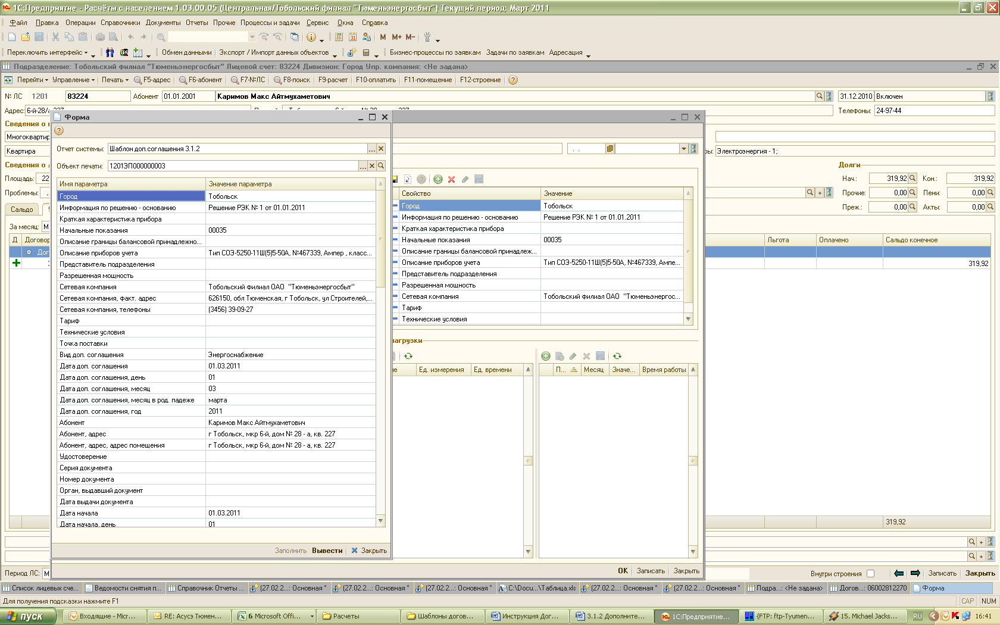 1С:Предприятие - Расчёты с населением 1.03.00.05 (Центральная/Тобольский филиал "Тюменьэнергосбыт") Текущий период: Март 2011
Файл Правка Операции Справочники Документы Отчеты Прочие Процессы и задачи Сервис Окна Справка
M M+ M-
Переключить интерфейс Обмен данными Экспорт / Импорт данных объектов Бизнес-процессы по заявкам Задачи по заявкам Адресация
Подразделение: Тобольский филиал "Тюменьэнергосбыт" Лицевой счет: 83224 Дивизион: Город Упр. компания: <Не задана>
Перейти Управление Печать F5-адрес F6-абонент F7-№ЛС F8-поиск F9-расчет F10-оплатить F11-помещение F12-строение
№ ЛС 1201 83224 Абонент 01.01.2001 Каримов Макс Айтмухаметович 31.12.2010 Включен
Адрес: Телефоны: 24-97-44
Форма
Сведения о
Многокварти
Квартира
Электроэнергия - 1;
Отчет системы: Шаблон доп.соглашения 3.1.2
Объект печати: 1201ЭП000000003
Сведения о
Площадь: 22
Проблемы:
Сальдо
За месяц: М
Д Договор
Дог
Имя параметра Значение параметра
Город Тобольск
Информация по решению - основанию Решение РЭК № 1 от 01.01.2011
Краткая характеристика прибора
Начальные показания 00035
Описание границы балансовой принадлежно...
Описание приборов учета Тип СОЭ-5250-11Ш(5)5-50А, №467339, Ампер , класс...
Представитель подразделения
Разрешенная мощность
Сетевая компания Тобольский филиал ОАО "Тюменьэнергосбыт"
Сетевая компания, факт. адрес 626150, обл Тюменская, г Тобольск, ул Строителей,...
Сетевая компания, телефоны (3456) 39-09-27
Тариф
Технические условия
Точка поставки
Вид доп. соглашения Энергоснабжение
Дата доп. соглашения 01.03.2011
Дата доп. соглашения, день 01
Дата доп. соглашения, месяц 03
Дата доп. соглашения, месяц в род. падеже марта
Дата доп. соглашения, год 2011
Абонент Каримов Макс Айтмухаметович
Абонент, адрес г Тобольск, мкр 6-й, дом № 28 - а, кв. 227
Абонент, адрес, адрес помещения г Тобольск, мкр 6-й, дом № 28 - а, кв. 227
Удостоверение
Серия документа
Номер документа
Орган, выдавший документ
Дата выдачи документа
Дата начала 01.03.2011
Дата начала, день 01
Заполнить Вывести Закрыть
Свойство Значение
Город Тобольск
Информация по решению - основанию Решение РЭК № 1 от 01.01.2011
Краткая характеристика прибора
Начальные показания 00035
Описание границы балансовой принадлеж...
Описание приборов учета Тип СОЭ-5250-11Ш(5)5-50А, №467339, Ампе...
Представитель подразделения
Разрешенная мощность
Сетевая компания Тобольский филиал ОАО "Тюменьэнергос...
Тариф
Технические условия
нагрузки
Ед. измерения Ед. времени
П... Месяц Значе... Время работы
OK Записать Закрыть
Долги
Нач.: 319,92 Кон.: 319,92
Прочие: 0,00 Пени: 0,00
Преж.: 0,00 Акты: 0,00
Льгота Оплачено Сальдо конечное
319,92
319,92
Период ЛС: М Внутри строения Записать Закрыть
Список лицевых сче... Ведомости снятия п... Справочник Отчеты ... (27.02.2...: Основная * (27.02.2...: Основная * (27.02.2...: Основная * C:\Docu...\Таблица.xls (27.02.2...: Основная * (27.02.2...: Основная * Подра...: <Не задана> Догов...: 06002812270 Форма
Для получения подсказки нажмите F1 CAP NUM
пуск Входящие - Micr... RE: Асусэ Тюмен... 6 Microsoft Offi... Расчеты Шаблоны догов... Инструкция Дог... 3.1.2 Дополните... 1С:Предприятие... {FTP: ftp-Tyumen... 15. Michael Jacks... RU 16:41